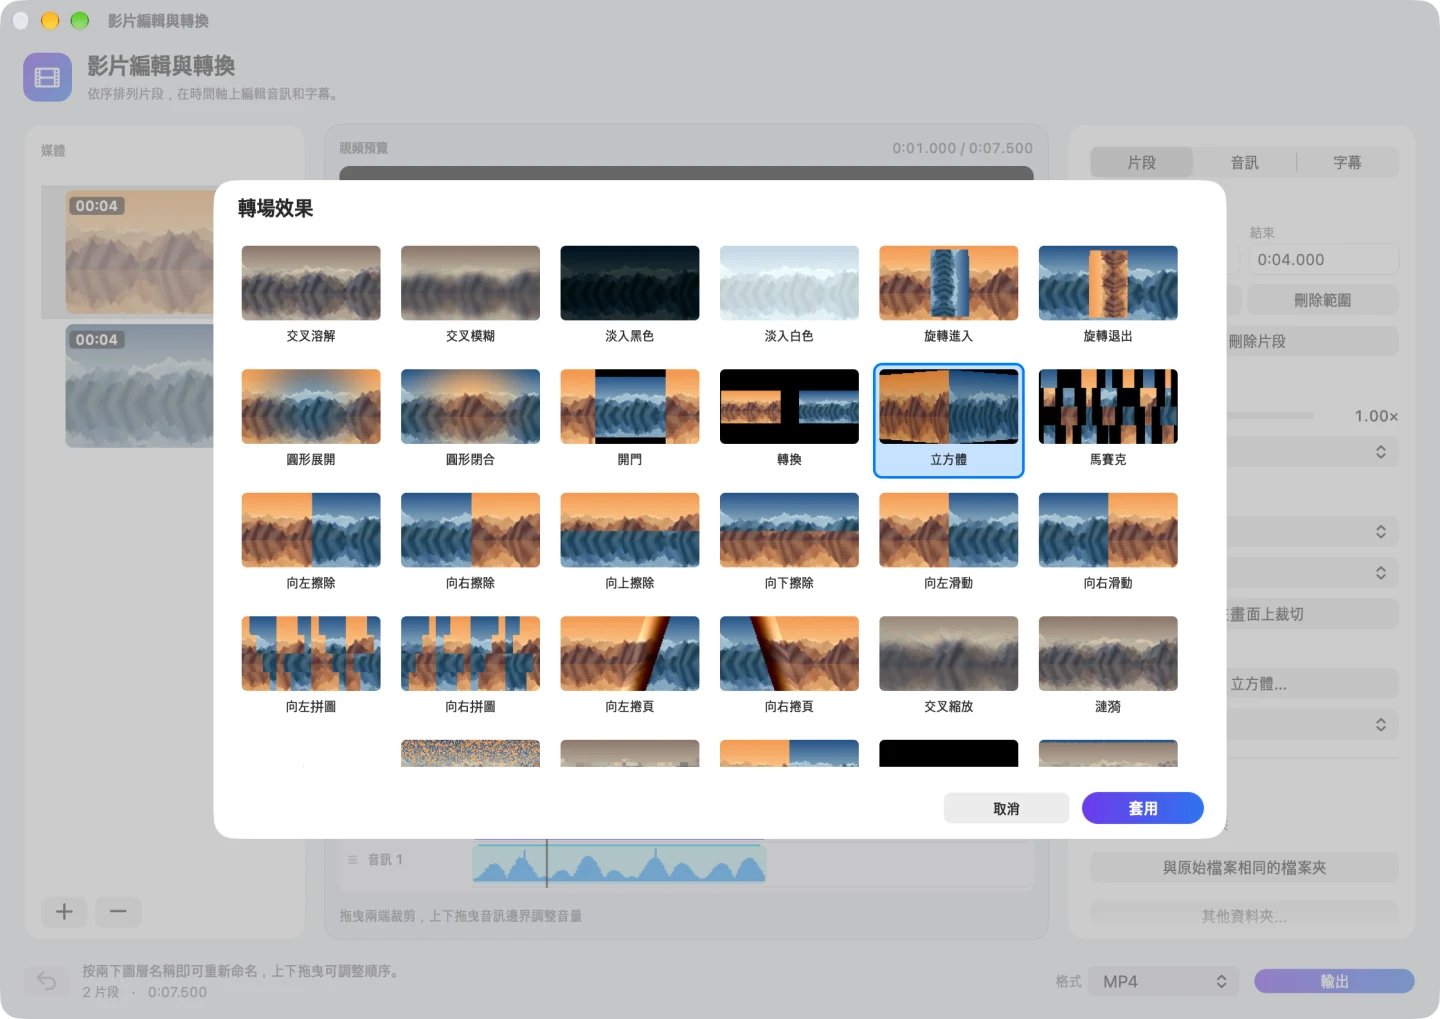 影片編輯與轉換
影片編輯與轉換
依序排列片段，在時間軸上編輯音訊和字幕。
媒體
視頻預覽
0:01.000 / 0:07.500
片段
音訊
字幕
00:04
00:04
結束
0:04.000
刪除範圍
刪除片段
1.00×
畫面上裁切
立方體...
與原始檔案相同的檔案夾
其他資料夾...
轉場效果
交叉溶解
交叉模糊
淡入黑色
淡入白色
旋轉進入
旋轉退出
圓形展開
圓形閉合
開門
轉換
立方體
馬賽克
向左擦除
向右擦除
向上擦除
向下擦除
向左滑動
向右滑動
向左拼圖
向右拼圖
向左捲頁
向右捲頁
交叉縮放
漣漪
取消
套用
音訊 1
拖曳兩端裁剪，上下拖曳音訊邊界調整音量
按兩下圖層名稱即可重新命名，上下拖曳可調整順序。
2 片段 · 0:07.500
格式
MP4
輸出